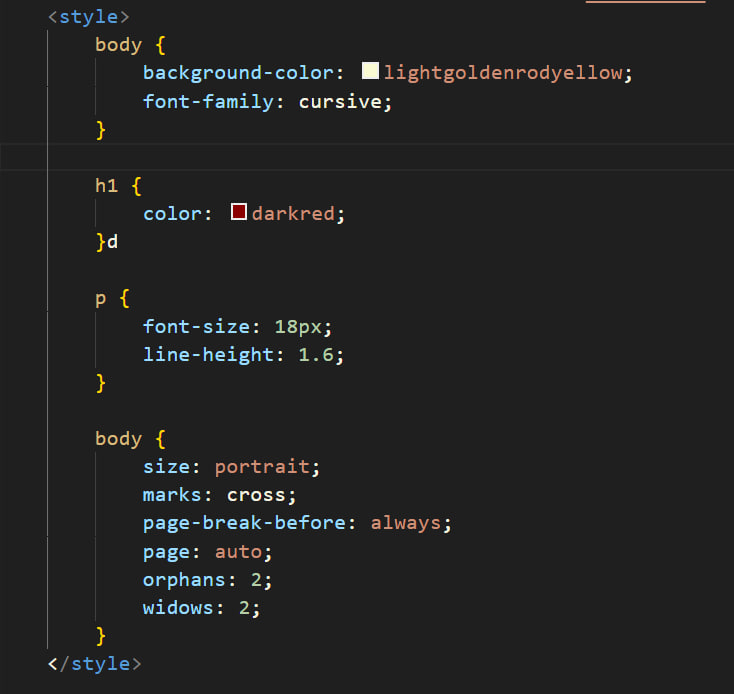 <style>
body {
background-color: lightgoldenrodyellow;
font-family: cursive;
}
h1 {
color: darkred;
}d
p {
font-size: 18px;
line-height: 1.6;
}
body {
size: portrait;
marks: cross;
page-break-before: always;
page: auto;
orphans: 2;
widows: 2;
}
</style>